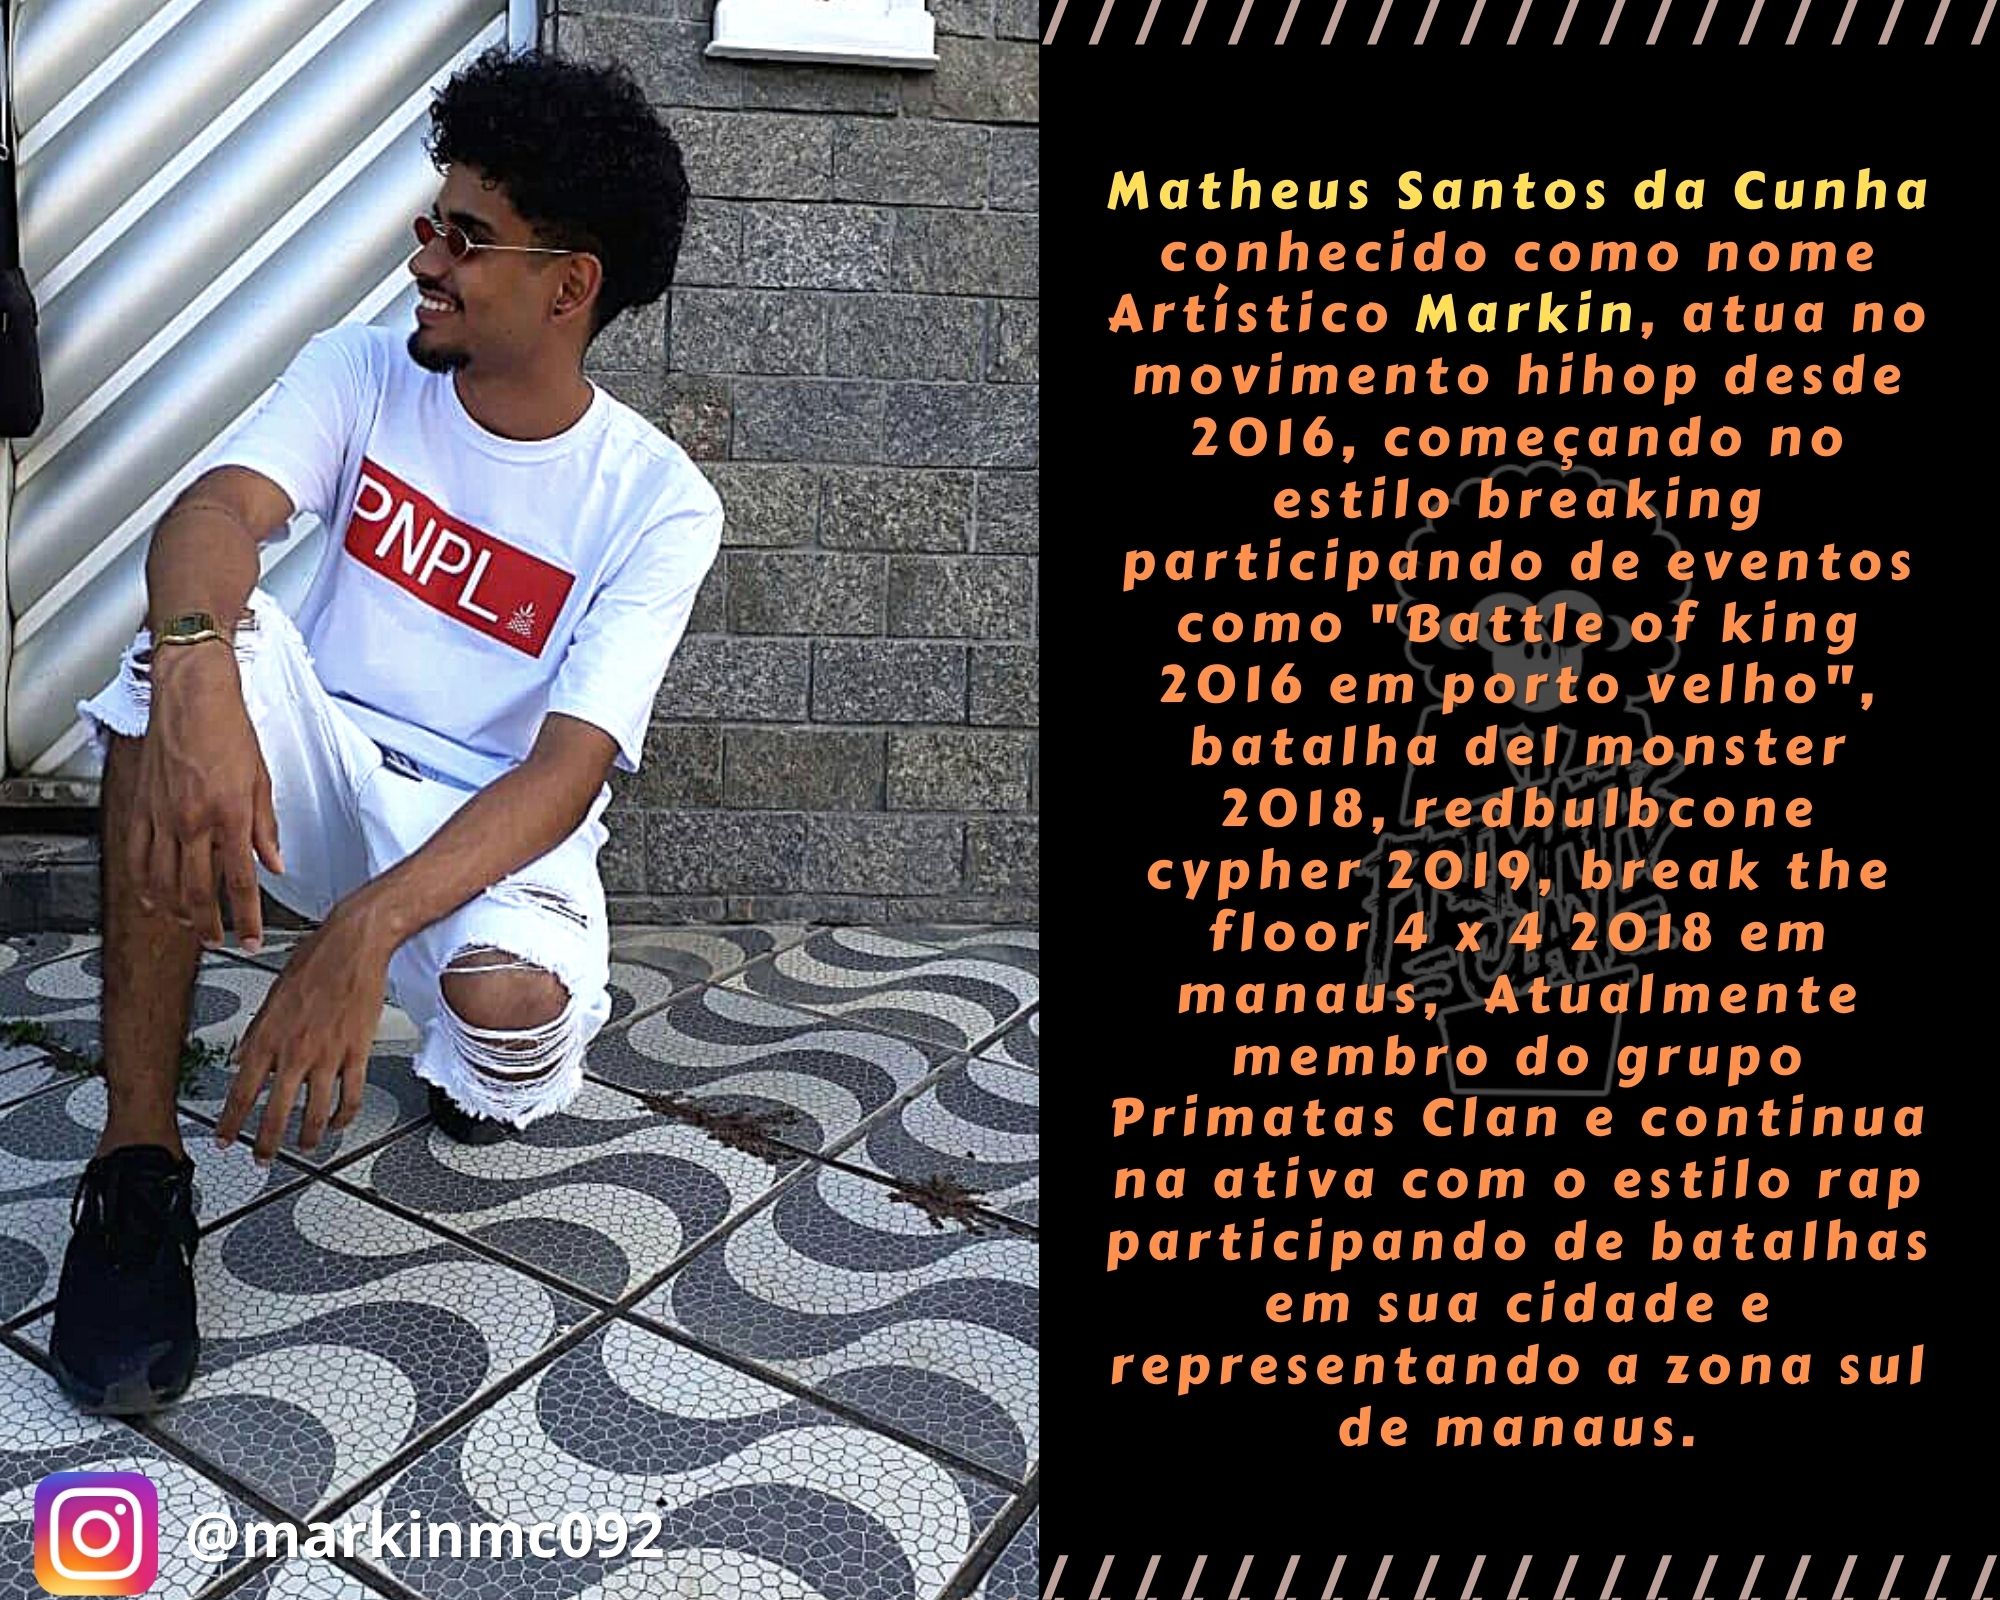 Matheus Santos da Cunha
conhecido como nome
Artístico Markin, atua no
movimento hihop desde
2016, começando no
estilo breaking
participando de eventos
como "Battle of king
2016 em porto velho",
batalha del monster
2018, redbulbcone
cypher 2019, break the
floor 4 x 4 2018 em
manaus, Atualmente
membro do grupo
Primatas Clan e continua
na ativa com o estilo rap
participando de batalhas
em sua cidade e
representando a zona sul
de manaus.
PNPL
@markinmc092